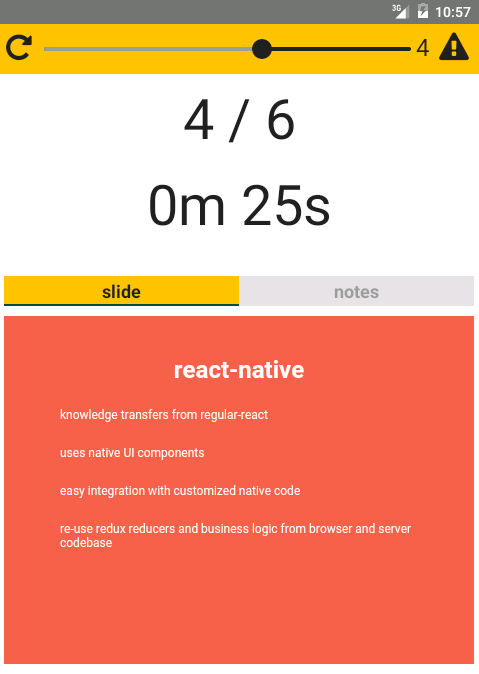 3G 10:57
4
4 / 6
0m 25s
slide notes
react-native
knowledge transfers from regular-react
uses native UI components
easy integration with customized native code
re-use redux reducers and business logic from browser and server
codebase